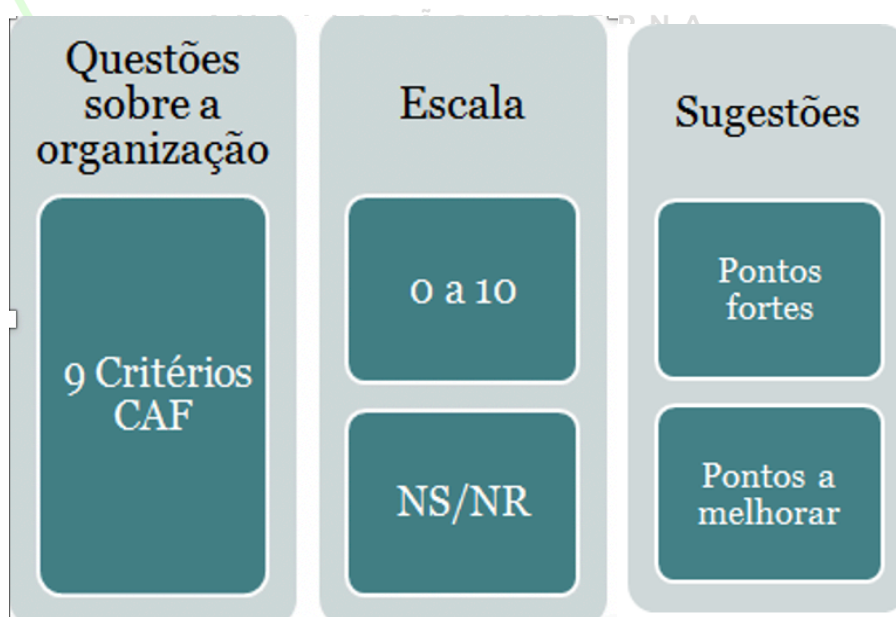 Questões
sobre a
organização
9 Critérios
CAF
Escala
0 a 10
NS/NR
Sugestões
Pontos
fortes
Pontos a
melhorar